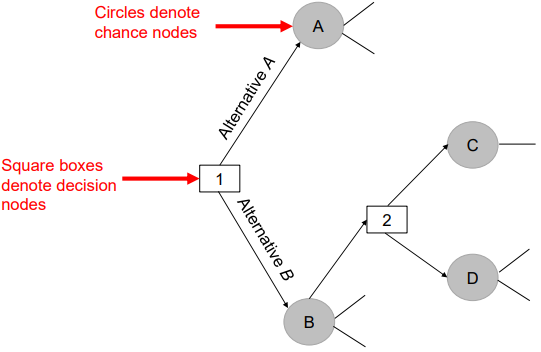 Circles denote
chance nodes
A
Alternative A
C
Square boxes
denote decision
nodes
1
2
Alternative B
D
B